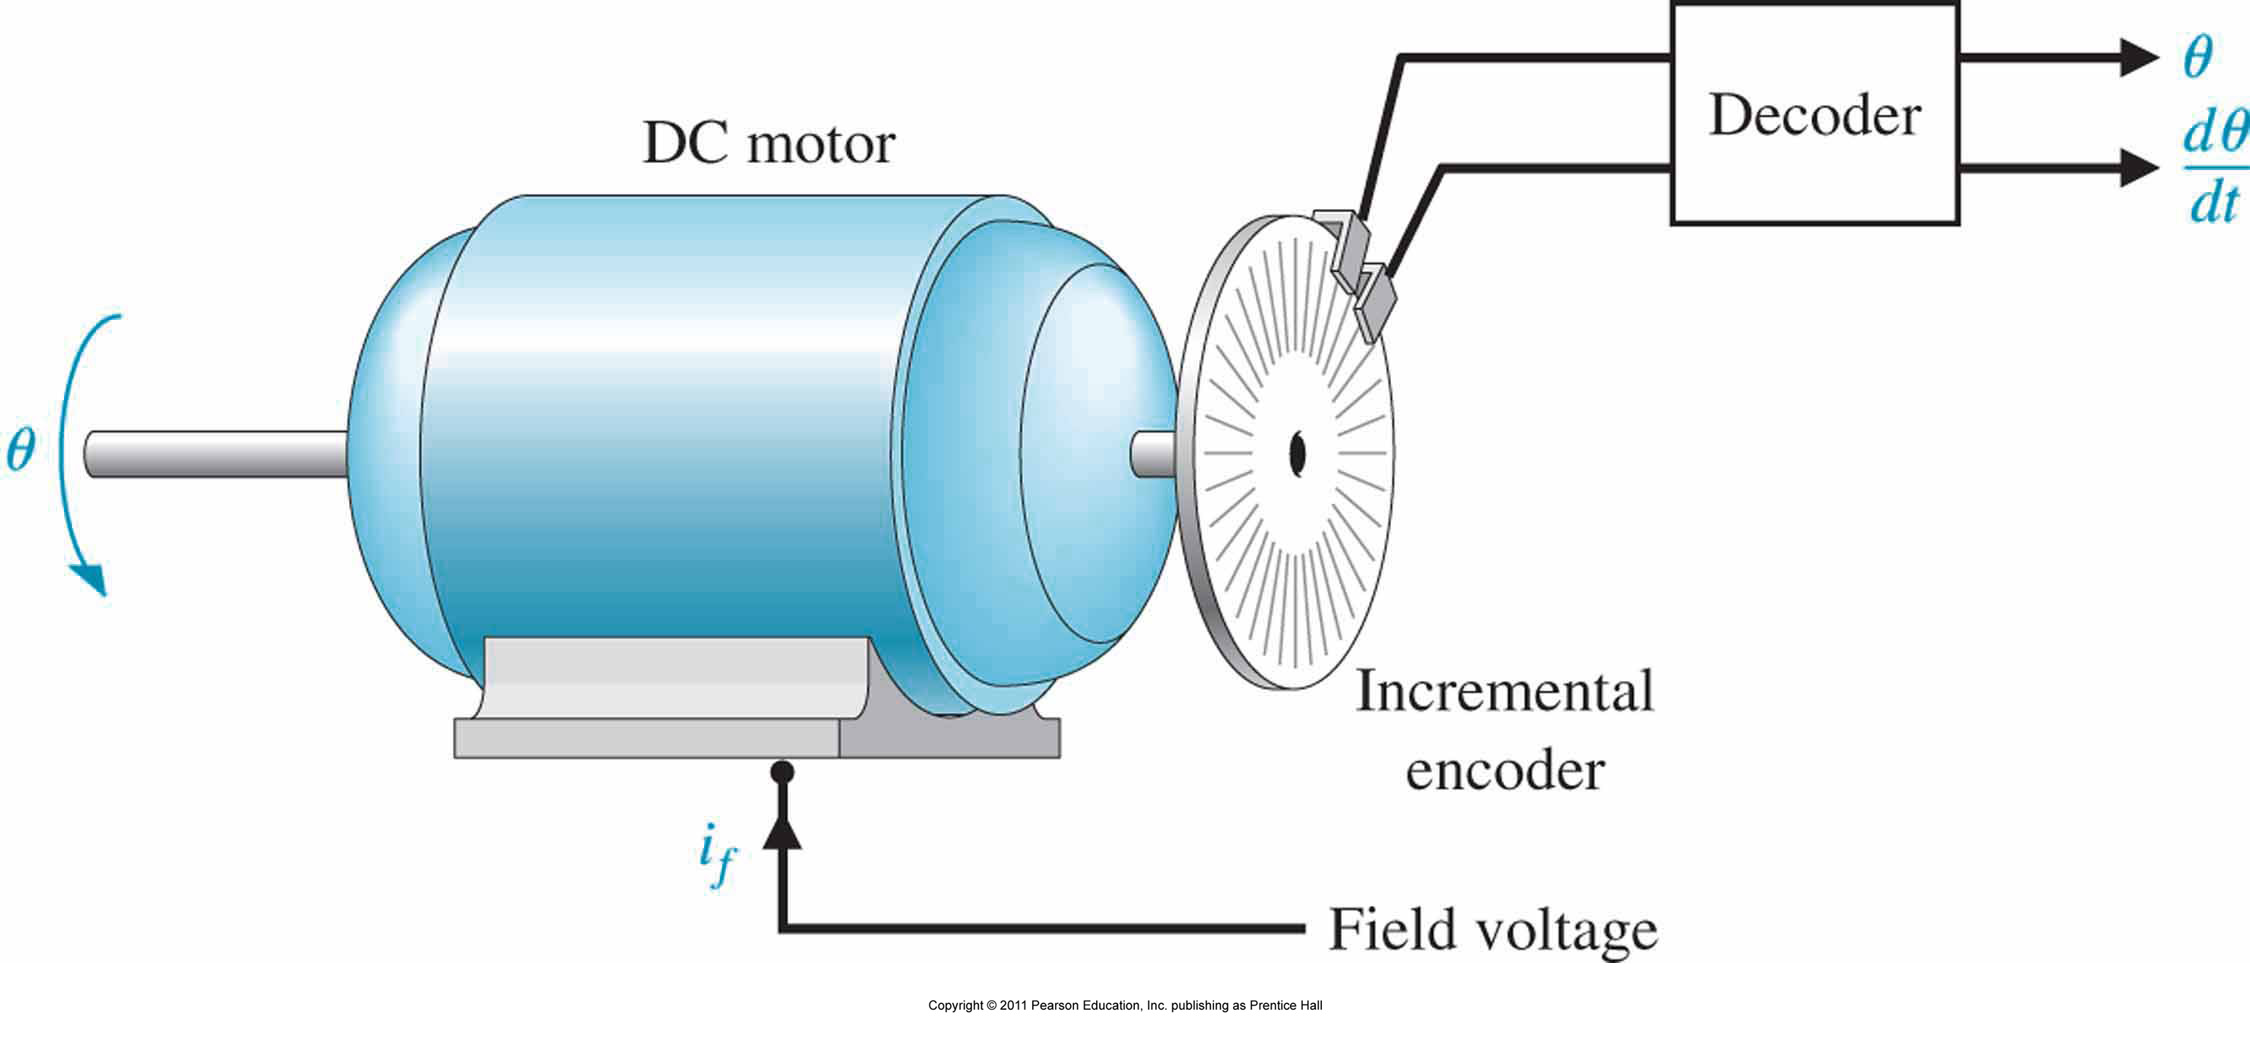 DC motor
Decoder
θ
dθ
dt
θ
Incremental
encoder
i_f
Field voltage
Copyright © 2011 Pearson Education, Inc. publishing as Prentice Hall